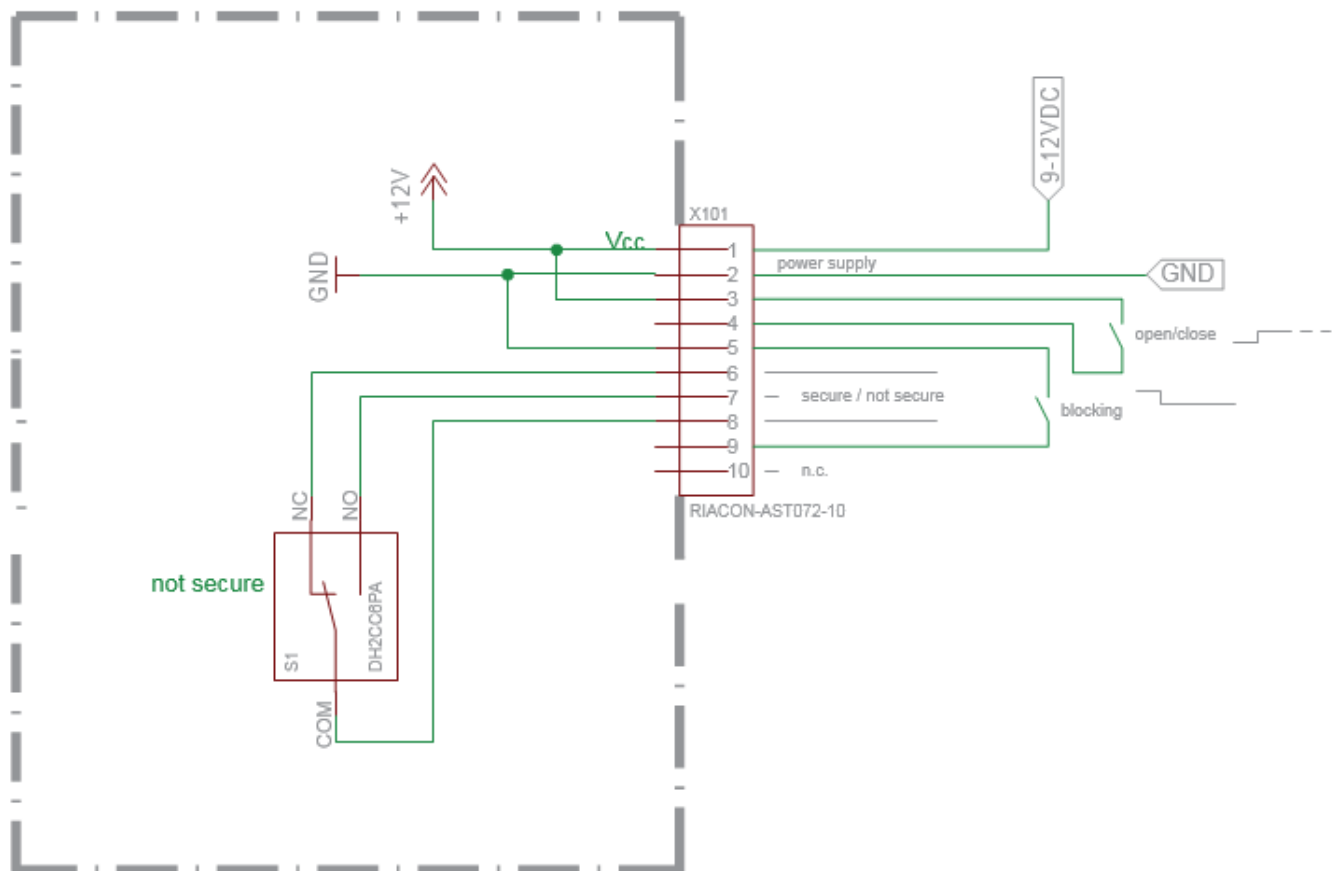 9-12VDC
+12V
X101
Vcc
1
power supply
GND
2
GND
3
4
open/close
5
6
7
secure / not secure
8
blocking
9
10
n.c.
RIACON-AST072-10
NC
NO
not secure
S1
DH2CC6PA
COM